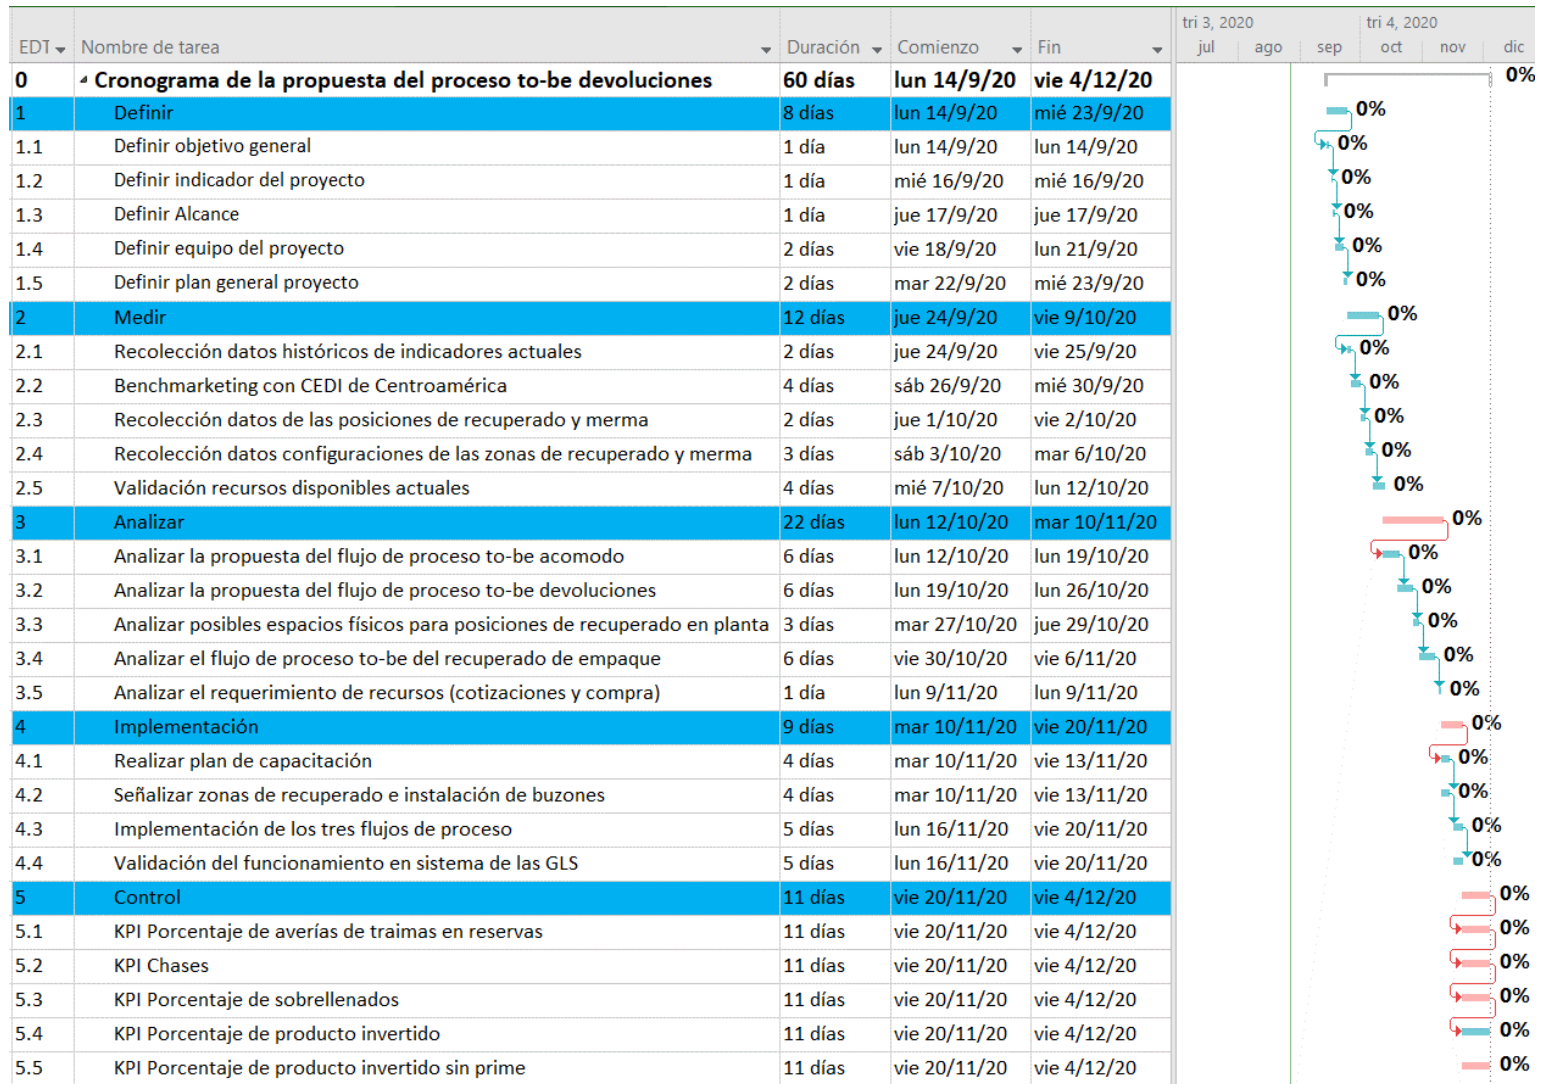 tri 3, 2020 tri 4, 2020
EDT Nombre de tarea Duración Comienzo Fin jul ago sep oct nov dic
0 Cronograma de la propuesta del proceso to-be devoluciones 60 días lun 14/9/20 vie 4/12/20 0%
1 Definir 8 días lun 14/9/20 mié 23/9/20 0%
1.1 Definir objetivo general 1 día lun 14/9/20 lun 14/9/20 0%
1.2 Definir indicador del proyecto 1 día mié 16/9/20 mié 16/9/20 0%
1.3 Definir Alcance 1 día jue 17/9/20 jue 17/9/20 0%
1.4 Definir equipo del proyecto 2 días vie 18/9/20 lun 21/9/20 0%
1.5 Definir plan general proyecto 2 días mar 22/9/20 mié 23/9/20 0%
2 Medir 12 días jue 24/9/20 vie 9/10/20 0%
2.1 Recolección datos históricos de indicadores actuales 2 días jue 24/9/20 vie 25/9/20 0%
2.2 Benchmarketing con CEDI de Centroamérica 4 días sáb 26/9/20 mié 30/9/20 0%
2.3 Recolección datos de las posiciones de recuperado y merma 2 días jue 1/10/20 vie 2/10/20 0%
2.4 Recolección datos configuraciones de las zonas de recuperado y merma 3 días sáb 3/10/20 mar 6/10/20 0%
2.5 Validación recursos disponibles actuales 4 días mié 7/10/20 lun 12/10/20 0%
3 Analizar 22 días lun 12/10/20 mar 10/11/20 0%
3.1 Analizar la propuesta del flujo de proceso to-be acomodo 6 días lun 12/10/20 lun 19/10/20 0%
3.2 Analizar la propuesta del flujo de proceso to-be devoluciones 6 días lun 19/10/20 lun 26/10/20 0%
3.3 Analizar posibles espacios físicos para posiciones de recuperado en planta 3 días mar 27/10/20 jue 29/10/20 0%
3.4 Analizar el flujo de proceso to-be del recuperado de empaque 6 días vie 30/10/20 vie 6/11/20 0%
3.5 Analizar el requerimiento de recursos (cotizaciones y compra) 1 día lun 9/11/20 lun 9/11/20 0%
4 Implementación 9 días mar 10/11/20 vie 20/11/20 0%
4.1 Realizar plan de capacitación 4 días mar 10/11/20 vie 13/11/20 0%
4.2 Señalizar zonas de recuperado e instalación de buzones 4 días mar 10/11/20 vie 13/11/20 0%
4.3 Implementación de los tres flujos de proceso 5 días lun 16/11/20 vie 20/11/20 0%
4.4 Validación del funcionamiento en sistema de las GLS 5 días lun 16/11/20 vie 20/11/20 0%
5 Control 11 días vie 20/11/20 vie 4/12/20 0%
5.1 KPI Porcentaje de averías de traimas en reservas 11 días vie 20/11/20 vie 4/12/20 0%
5.2 KPI Chases 11 días vie 20/11/20 vie 4/12/20 0%
5.3 KPI Porcentaje de sobrellenados 11 días vie 20/11/20 vie 4/12/20 0%
5.4 KPI Porcentaje de producto invertido 11 días vie 20/11/20 vie 4/12/20 0%
5.5 KPI Porcentaje de producto invertido sin prime 11 días vie 20/11/20 vie 4/12/20 0%